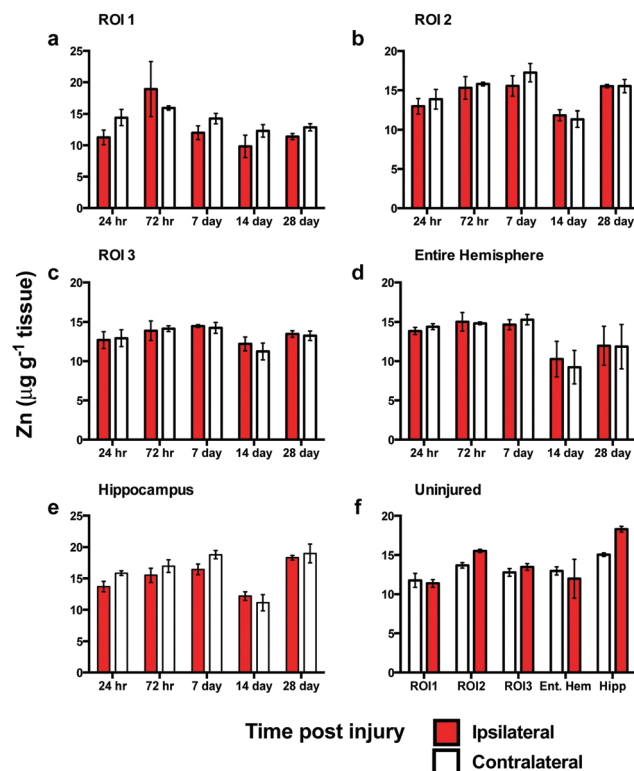 ROI 1
ROI 2
a
b
25
20
15
10
5
0
24 hr 72 hr 7 day 14 day 28 day
20
15
10
5
0
24 hr 72 hr 7 day 14 day 28 day
ROI 3
Entire Hemisphere
c
d
20
15
10
5
0
24 hr 72 hr 7 day 14 day 28 day
20
15
10
5
0
24 hr 72 hr 7 day 14 day 28 day
Zn (µg g⁻¹ tissue)
Hippocampus
Uninjured
e
f
25
20
15
10
5
0
24 hr 72 hr 7 day 14 day 28 day
20
15
10
5
0
ROI1 ROI2 ROI3 Ent. Hem Hipp
Time post injury
Ipsilateral
Contralateral